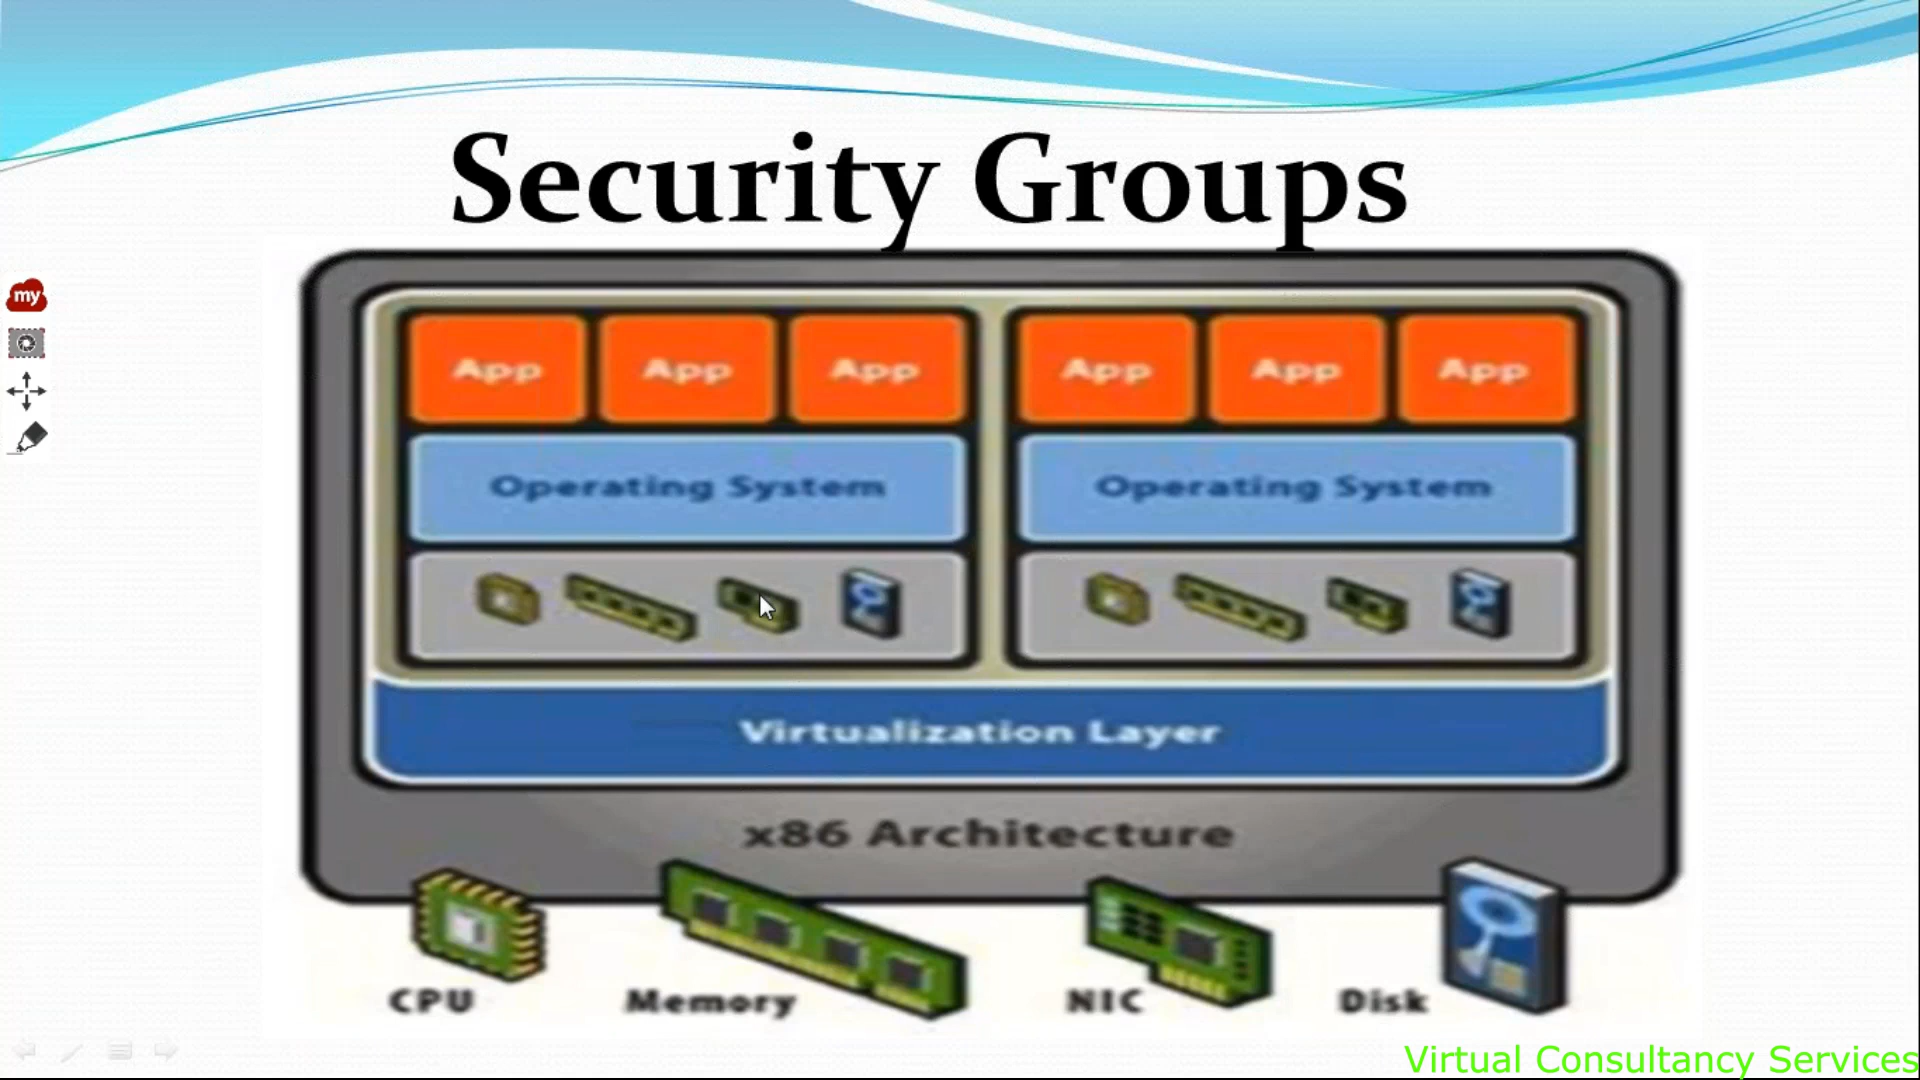 Security Groups
my
App App App App App App
Operating System Operating System
Virtualization Layer
x86 Architecture
CPU Memory NIC Disk
Virtual Consultancy Services